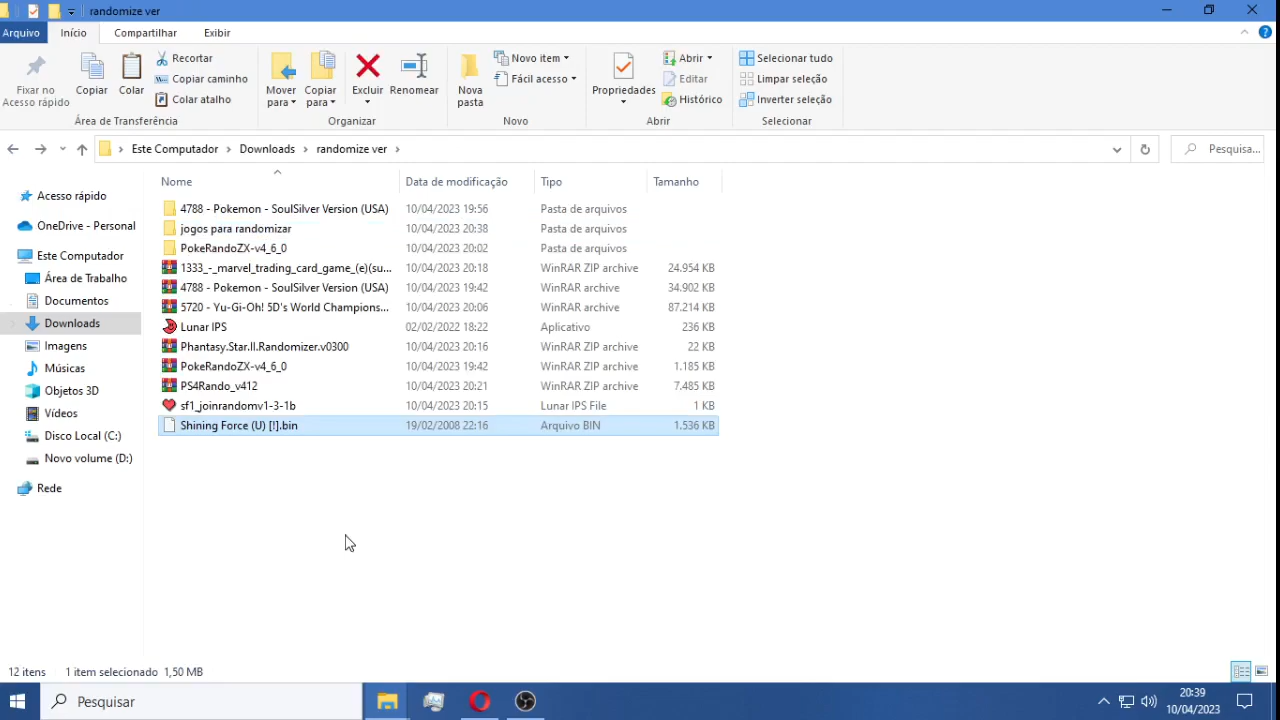 randomize ver
Arquivo Início Compartilhar Exibir
Fixar no Acesso rápido
Copiar
Colar
Recortar
Copiar caminho
Colar atalho
Área de Transferência
Mover para
Copiar para
Excluir
Renomear
Organizar
Nova pasta
Novo item
Fácil acesso
Novo
Propriedades
Abrir
Editar
Histórico
Abrir
Selecionar tudo
Limpar seleção
Inverter seleção
Selecionar
Este Computador > Downloads > randomize ver >
Pesquisa...
Acesso rápido
OneDrive - Personal
Este Computador
Área de Trabalho
Documentos
Downloads
Imagens
Músicas
Objetos 3D
Vídeos
Disco Local (C:)
Novo volume (D:)
Rede
Nome Data de modificação Tipo Tamanho
4788 - Pokemon - SoulSilver Version (USA) 10/04/2023 19:56 Pasta de arquivos
jogos para randomizar 10/04/2023 20:38 Pasta de arquivos
PokeRandoZX-v4_6_0 10/04/2023 20:02 Pasta de arquivos
1333_-_marvel_trading_card_game_(e)(su... 10/04/2023 20:18 WinRAR ZIP archive 24.954 KB
4788 - Pokemon - SoulSilver Version (USA) 10/04/2023 19:42 WinRAR archive 34.902 KB
5720 - Yu-Gi-Oh! 5D's World Champions... 10/04/2023 20:06 WinRAR archive 87.214 KB
Lunar IPS 02/02/2022 18:22 Aplicativo 236 KB
Phantasy.Star.II.Randomizer.v0300 10/04/2023 20:16 WinRAR ZIP archive 22 KB
PokeRandoZX-v4_6_0 10/04/2023 19:42 WinRAR ZIP archive 1.185 KB
PS4Rando_v412 10/04/2023 20:21 WinRAR ZIP archive 7.485 KB
sf1_joinrandomv1-3-1b 10/04/2023 20:15 Lunar IPS File 1 KB
Shining Force (U) [!].bin 19/02/2008 22:16 Arquivo BIN 1.536 KB
12 itens 1 item selecionado 1,50 MB
Pesquisar
20:39
10/04/2023